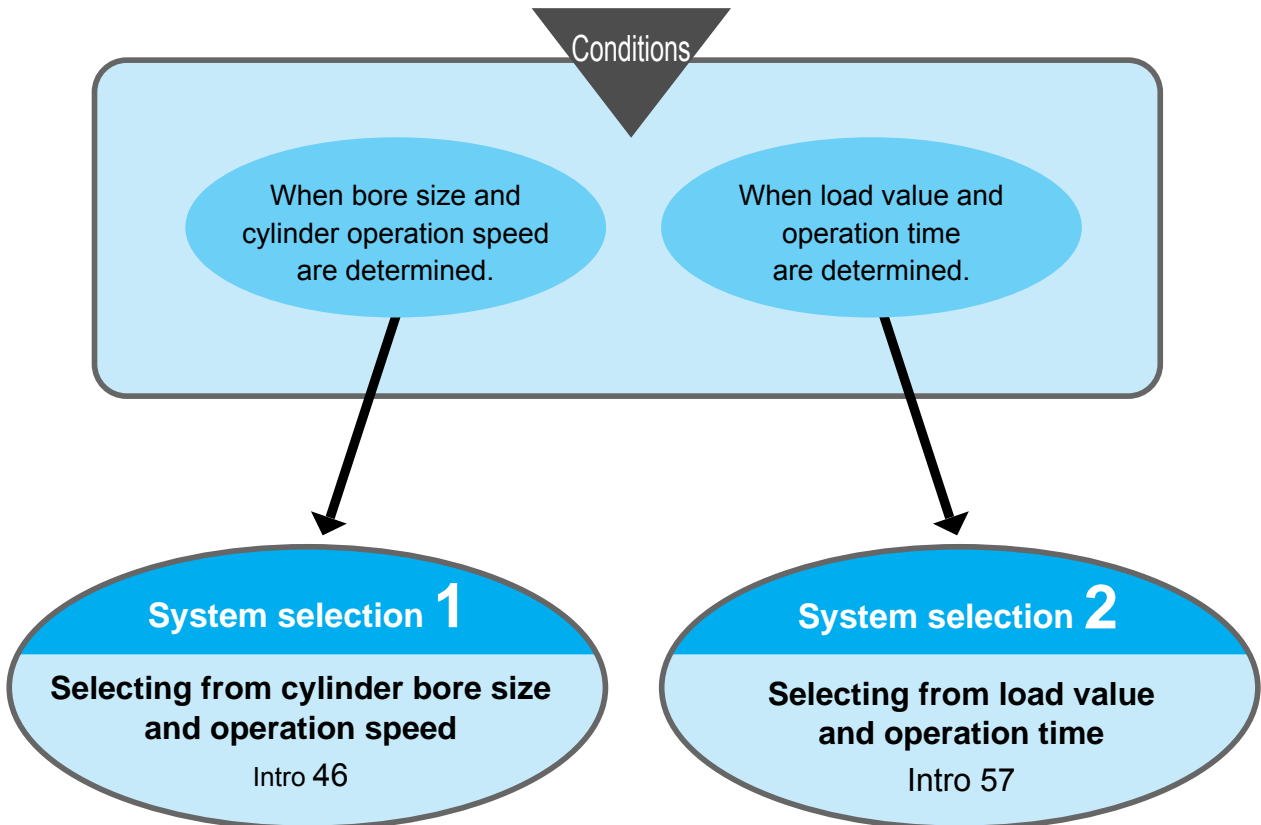 Conditions
When bore size and
cylinder operation speed
are determined.
When load value and
operation time
are determined.
System selection 1
Selecting from cylinder bore size
and operation speed
Intro 46
System selection 2
Selecting from load value
and operation time
Intro 57